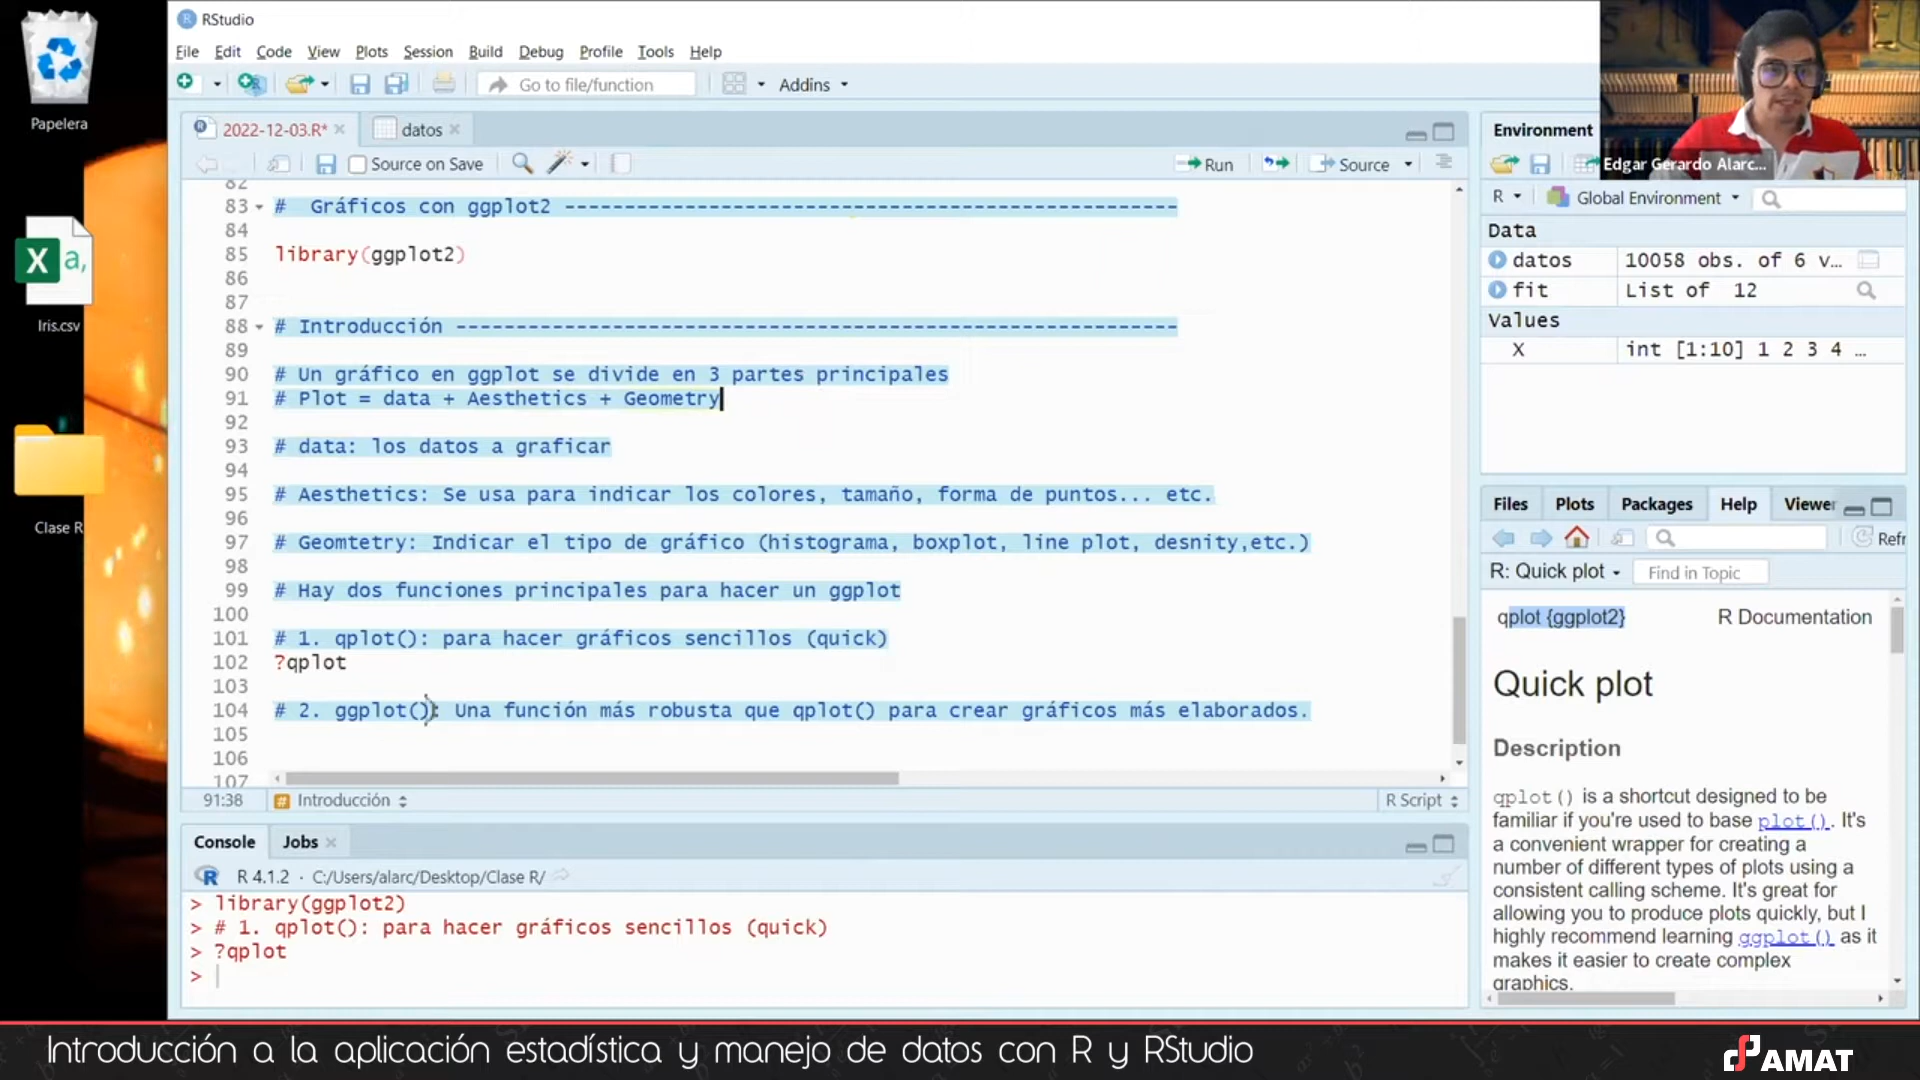 RStudio
File Edit Code View Plots Session Build Debug Profile Tools Help
Go to file/function
Addins
Papelera
2022-12-03.R*
datos
Source on Save
Run
Source
Environment
Edgar Gerardo Alarc...
R
Global Environment
82
83 #  Gráficos con ggplot2 ---------------------------------------------------
84
85 library(ggplot2)
86
87
88 # Introducción ------------------------------------------------------------
89
90 # Un gráfico en ggplot se divide en 3 partes principales
91 # Plot = data + Aesthetics + Geometry
92
93 # data: los datos a graficar
94
95 # Aesthetics: Se usa para indicar los colores, tamaño, forma de puntos... etc.
96
97 # Geomtetry: Indicar el tipo de gráfico (histograma, boxplot, line plot, desnity,etc.)
98
99 # Hay dos funciones principales para hacer un ggplot
100
101 # 1. qplot(): para hacer gráficos sencillos (quick)
102 ?qplot
103
104 # 2. ggplot(): Una función más robusta que qplot() para crear gráficos más elaborados.
105
106
107
91:38
Introducción
R Script
Data
datos 10058 obs. of 6 v...
fit List of 12
Values
X int [1:10] 1 2 3 4 ...
X a,
Iris.csv
Clase R
Files Plots Packages Help Viewer
Refr
R: Quick plot
Find in Topic
qplot {ggplot2} R Documentation
Quick plot
Description
qplot() is a shortcut designed to be
familiar if you're used to base plot(). It's
a convenient wrapper for creating a
number of different types of plots using a
consistent calling scheme. It's great for
allowing you to produce plots quickly, but I
highly recommend learning ggplot() as it
makes it easier to create complex
graphics.
Console
Jobs
R 4.1.2 · C:/Users/alarc/Desktop/Clase R/
> library(ggplot2)
> # 1. qplot(): para hacer gráficos sencillos (quick)
> ?qplot
>
Introducción a la aplicación estadística y manejo de datos con R y RStudio
AMAT